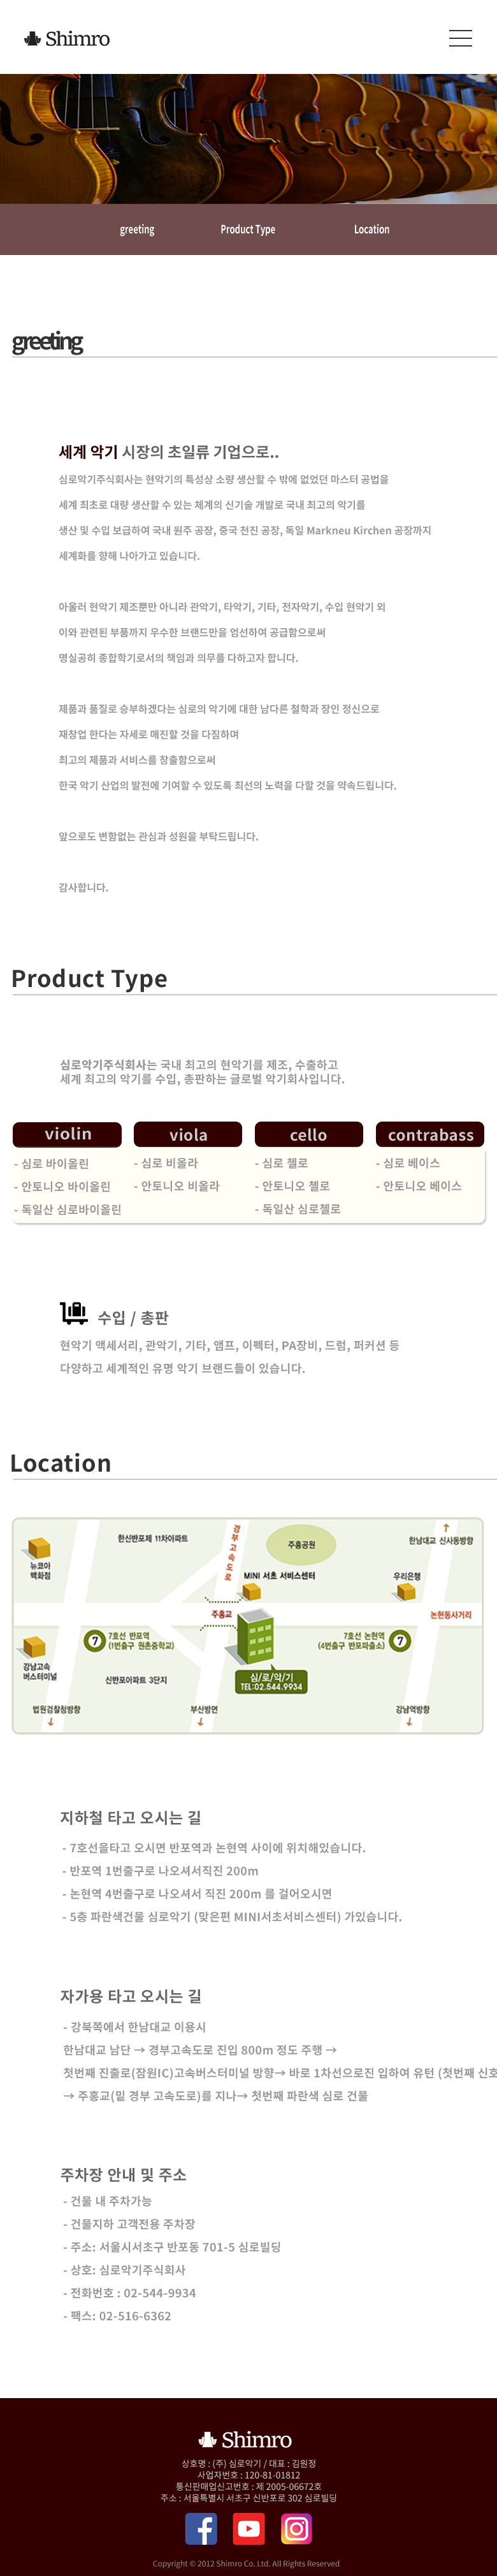 Shimro
greeting Product Type Location
greeting
세계 악기 시장의 초일류 기업으로..
심로악기주식회사는 현악기의 특성상 소량 생산할 수 밖에 없었던 마스터 공법을
세계 최초로 대량 생산할 수 있는 체계의 신기술 개발로 국내 최고의 악기를
생산 및 수입 보급하여 국내 원주 공장, 중국 천진 공장, 독일 Markneu Kirchen 공장까지
세계화를 향해 나아가고 있습니다.
아울러 현악기 제조뿐만 아니라 관악기, 타악기, 기타, 전자악기, 수입 현악기 외
이와 관련된 부품까지 우수한 브랜드만을 엄선하여 공급함으로써
명실공히 종합학기로서의 책임과 의무를 다하고자 합니다.
제품과 품질로 승부하겠다는 심로의 악기에 대한 남다른 철학과 장인 정신으로
재창업 한다는 자세로 매진할 것을 다짐하며
최고의 제품과 서비스를 창출함으로써
한국 악기 산업의 발전에 기여할 수 있도록 최선의 노력을 다할 것을 약속드립니다.
앞으로도 변함없는 관심과 성원을 부탁드립니다.
감사합니다.
Product Type
심로악기주식회사는 국내 최고의 현악기를 제조, 수출하고
세계 최고의 악기를 수입, 총판하는 글로벌 악기회사입니다.
violin
- 심로 바이올린
- 안토니오 바이올린
- 독일산 심로바이올린
viola
- 심로 비올라
- 안토니오 비올라
cello
- 심로 첼로
- 안토니오 첼로
- 독일산 심로첼로
contrabass
- 심로 베이스
- 안토니오 베이스
수입 / 총판
현악기 액세서리, 관악기, 기타, 앰프, 이펙터, PA장비, 드럼, 퍼커션 등
다양하고 세계적인 유명 악기 브랜드들이 있습니다.
Location
한신반포제 11차아파트
경부고속도로
주흥공원
한남대교 신사동방향
뉴코아
백화점
MINI 서초 서비스센터
우리은행
주흥교
논현동사거리
7
7호선 반포역
(1번출구 원촌중학교)
7호선 논현역
(4번출구 반포파출소)
7
강남고속
버스터미널
신반포아파트 3단지
심/로/악/기
TEL:02.544.9934
법원검찰청방향
부산방면
강남역방향
지하철 타고 오시는 길
- 7호선을타고 오시면 반포역과 논현역 사이에 위치해있습니다.
- 반포역 1번출구로 나오셔서직진 200m
- 논현역 4번출구로 나오셔서 직진 200m 를 걸어오시면
- 5층 파란색건물 심로악기 (맞은편 MINI서초서비스센터) 가있습니다.
자가용 타고 오시는 길
- 강북쪽에서 한남대교 이용시
한남대교 남단 → 경부고속도로 진입 800m 정도 주행 →
첫번째 진출로(잠원IC)고속버스터미널 방향→ 바로 1차선으로진 입하여 유턴 (첫번째 신호
→ 주흥교(밑 경부 고속도로)를 지나→ 첫번째 파란색 심로 건물
주차장 안내 및 주소
- 건물 내 주차가능
- 건물지하 고객전용 주차장
- 주소: 서울시서초구 반포동 701-5 심로빌딩
- 상호: 심로악기주식회사
- 전화번호 : 02-544-9934
- 팩스: 02-516-6362
Shimro
상호명 : (주) 심로악기 / 대표 : 김원정
사업자번호 : 120-81-01812
통신판매업신고번호 : 제 2005-06672호
주소 : 서울특별시 서초구 신반포로 302 심로빌딩
Copyright © 2012 Shimro Co. Ltd. All Rights Reserved